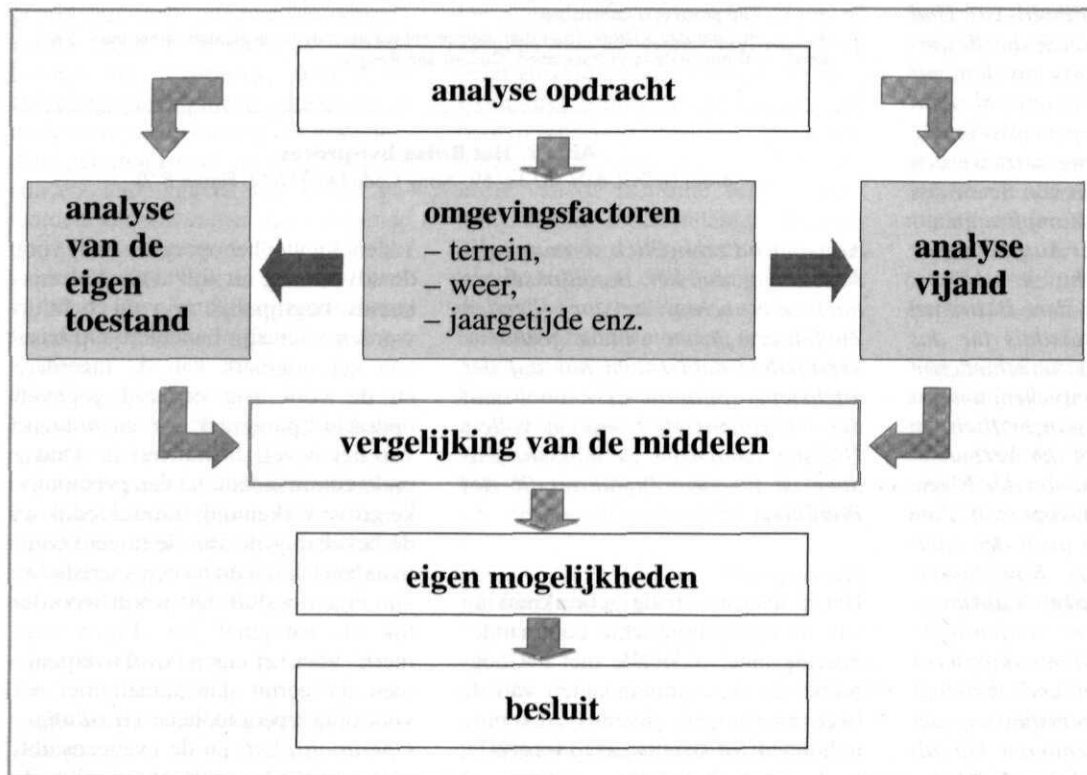 analyse opdracht
analyse
van de
eigen
toestand
omgevingsfactoren
– terrein,
– weer,
– jaargetijde enz.
analyse
vijand
vergelijking van de middelen
eigen mogelijkheden
besluit